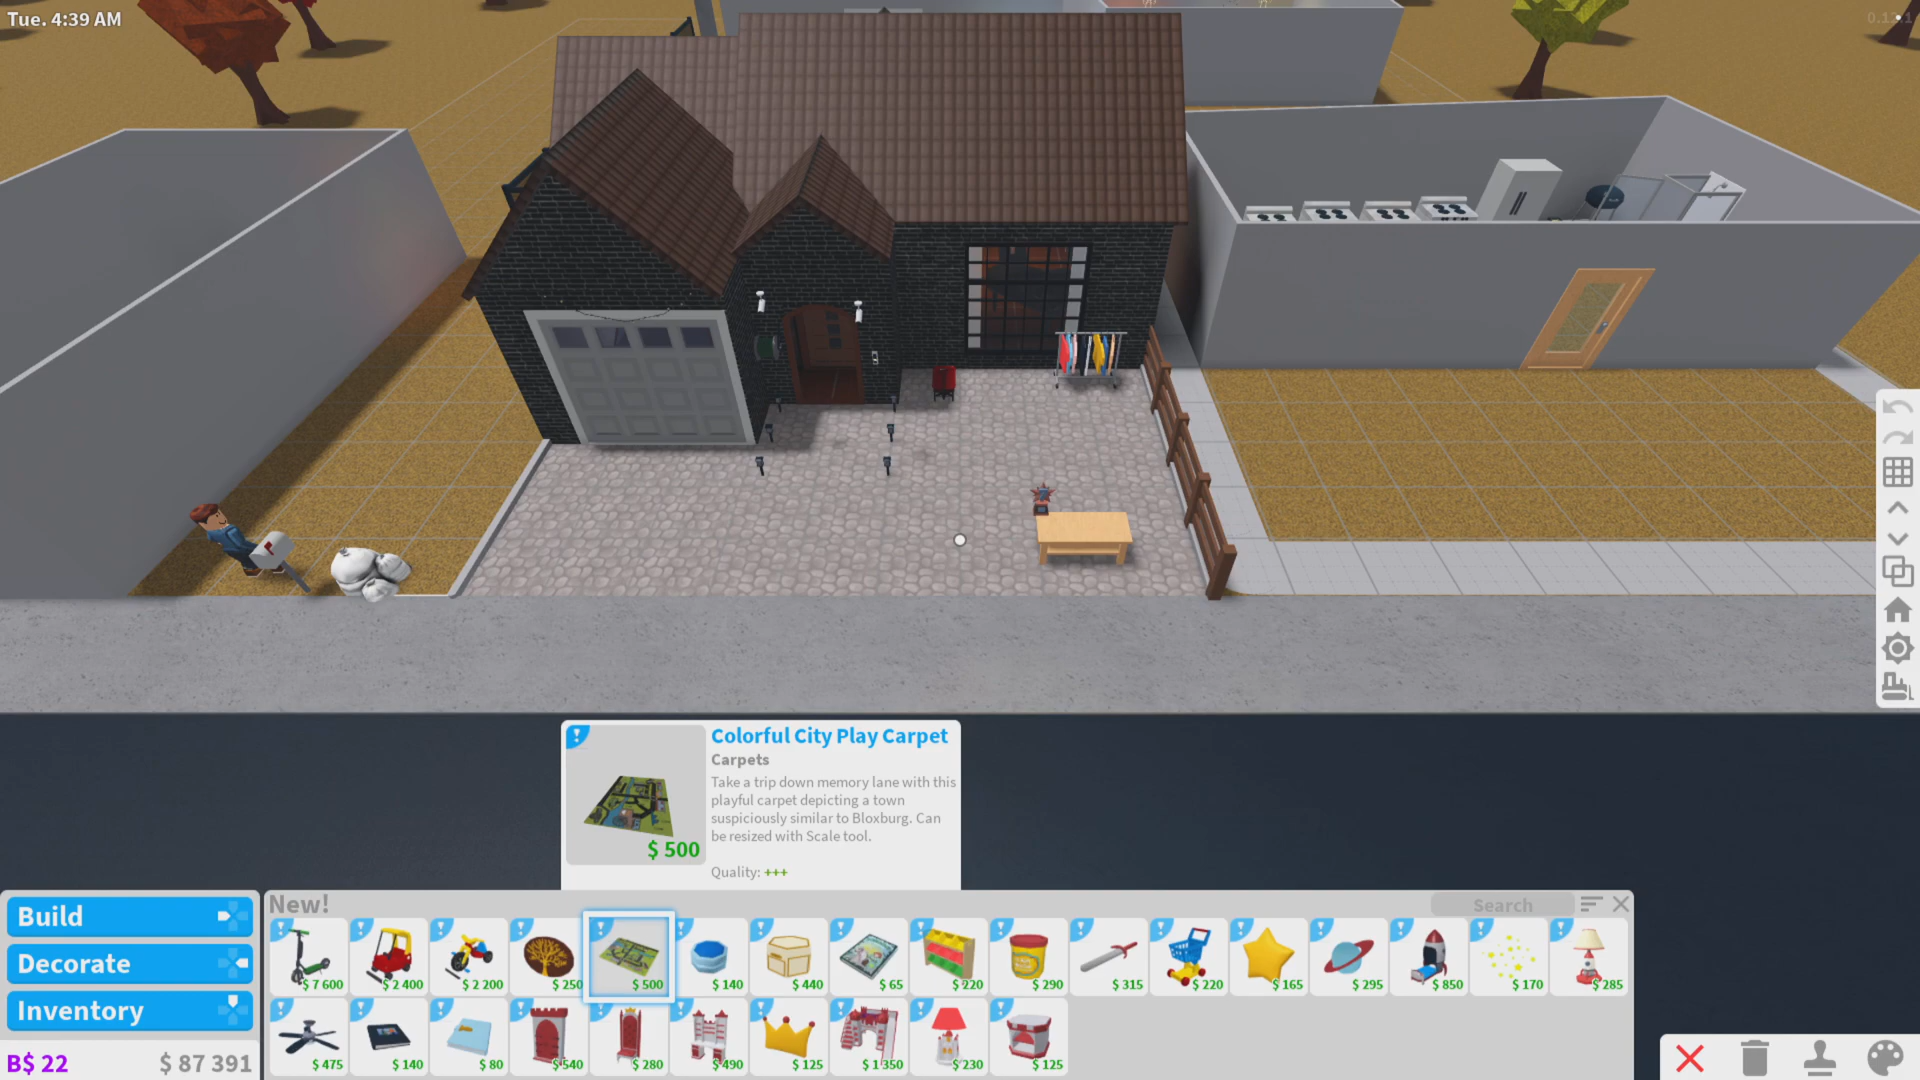 Tue. 4:39 AM
0.12.1
Colorful City Play Carpet
Carpets
Take a trip down memory lane with this
playful carpet depicting a town
suspiciously similar to Bloxburg. Can
be resized with Scale tool.
$ 500
Quality: +++
Build
Decorate
Inventory
B$ 22 $ 87 391
New! Search
$ 7 600 $ 2 400 $ 2 200 $ 250 $ 500 $ 140 $ 440 $ 65 $ 220 $ 290 $ 315 $ 220 $ 165 $ 295 $ 850 $ 170 $ 285
$ 475 $ 140 $ 80 $ 540 $ 280 $ 490 $ 125 $ 1 350 $ 230 $ 125